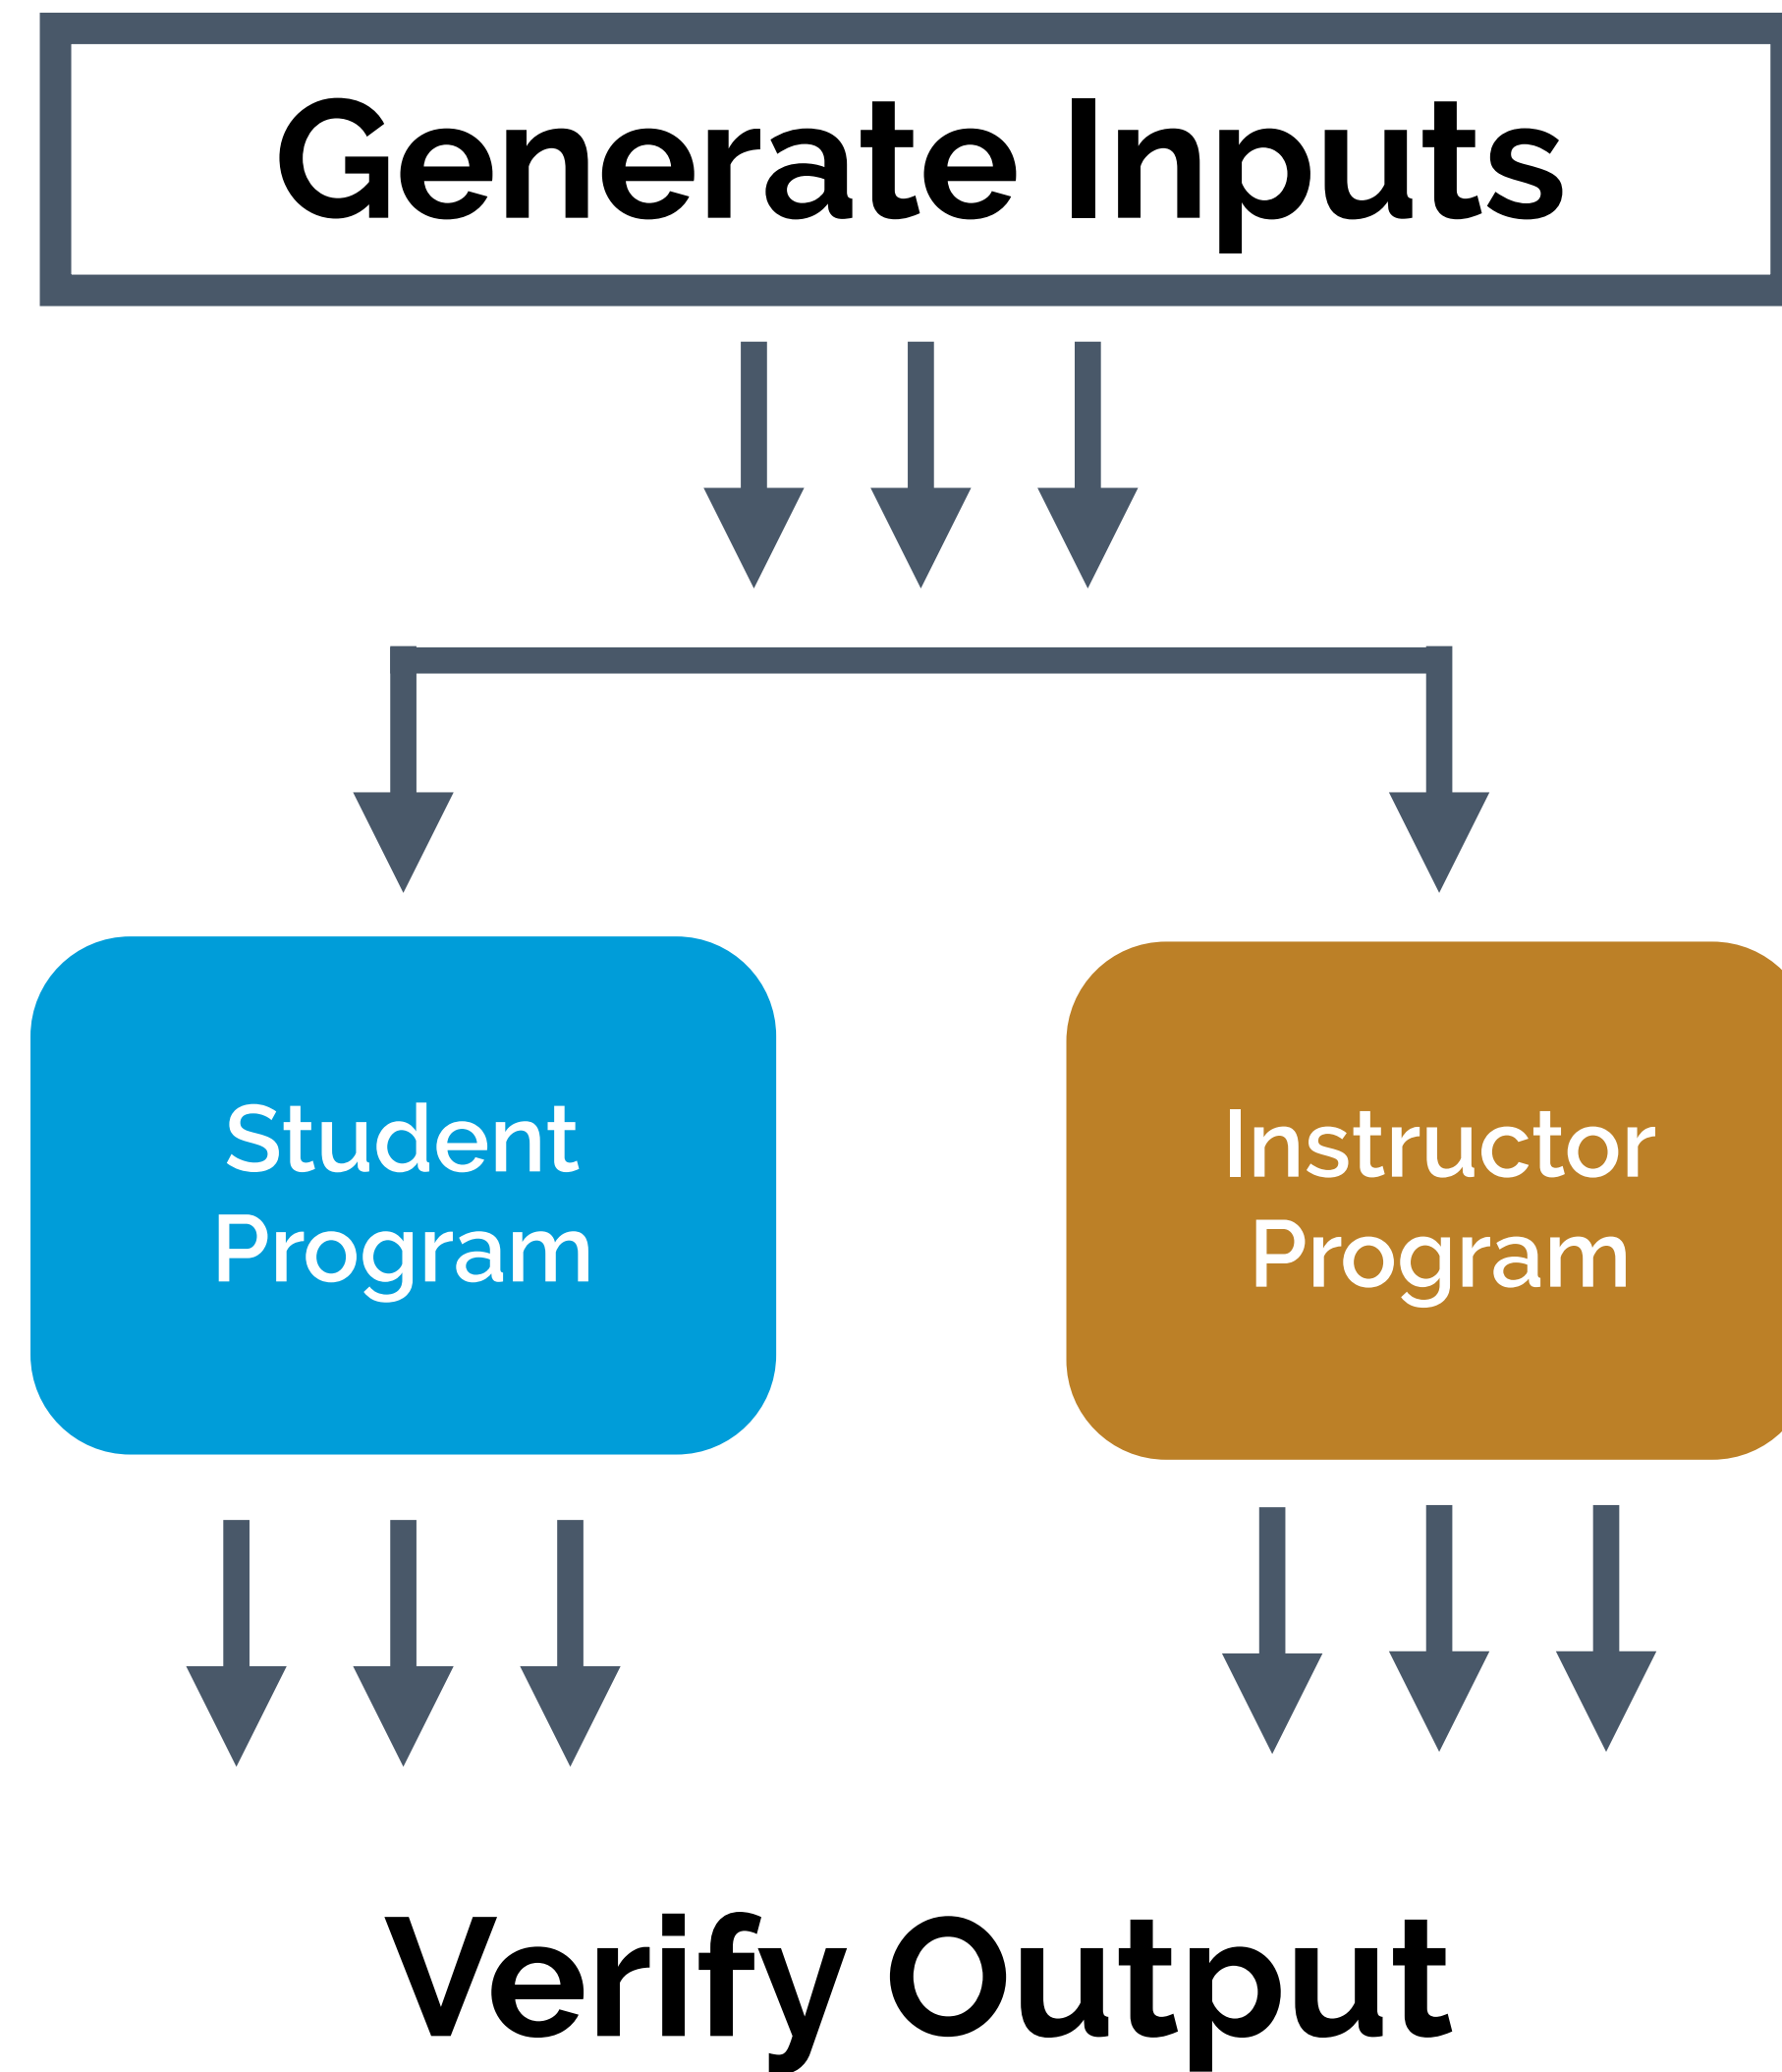 Generate Inputs
Student
Program
Instructor
Program
Verify Output